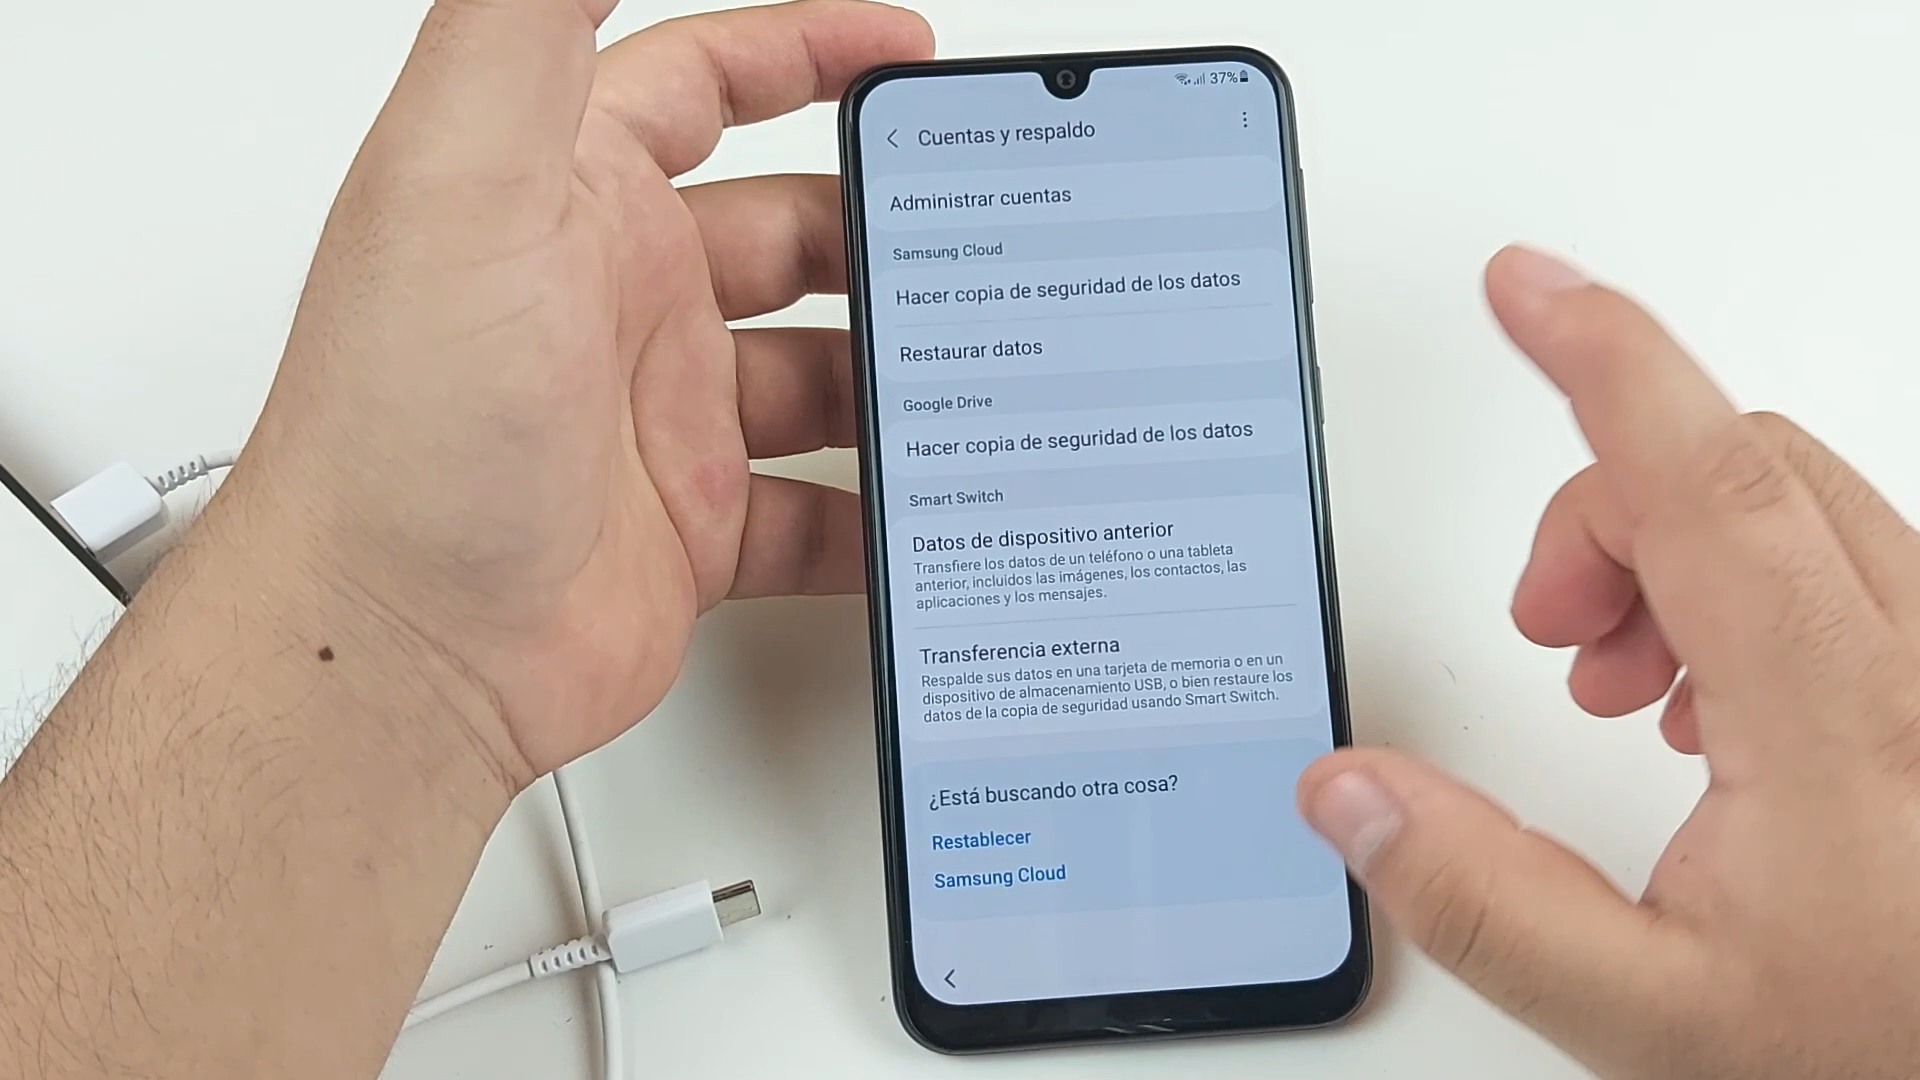 37%
Cuentas y respaldo
Administrar cuentas
Samsung Cloud
Hacer copia de seguridad de los datos
Restaurar datos
Google Drive
Hacer copia de seguridad de los datos
Smart Switch
Datos de dispositivo anterior
Transfiere los datos de un teléfono o una tableta
anterior, incluidos las imágenes, los contactos, las
aplicaciones y los mensajes.
Transferencia externa
Respalde sus datos en una tarjeta de memoria o en un
dispositivo de almacenamiento USB, o bien restaure los
datos de la copia de seguridad usando Smart Switch.
¿Está buscando otra cosa?
Restablecer
Samsung Cloud